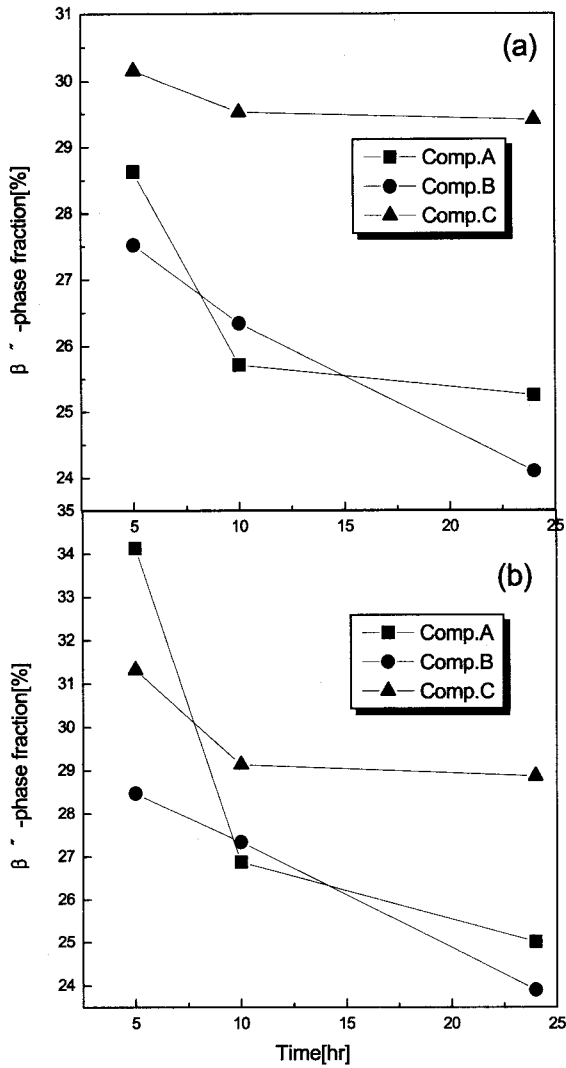 31
30
29
28
27
26
25
24
β ″ -phase fraction[%]
(a)
Comp.A
Comp.B
Comp.C
5
10
15
20
25
35
34
33
32
31
30
29
28
27
26
25
24
β ″ -phase fraction[%]
(b)
Comp.A
Comp.B
Comp.C
5
10
15
20
25
Time[hr]